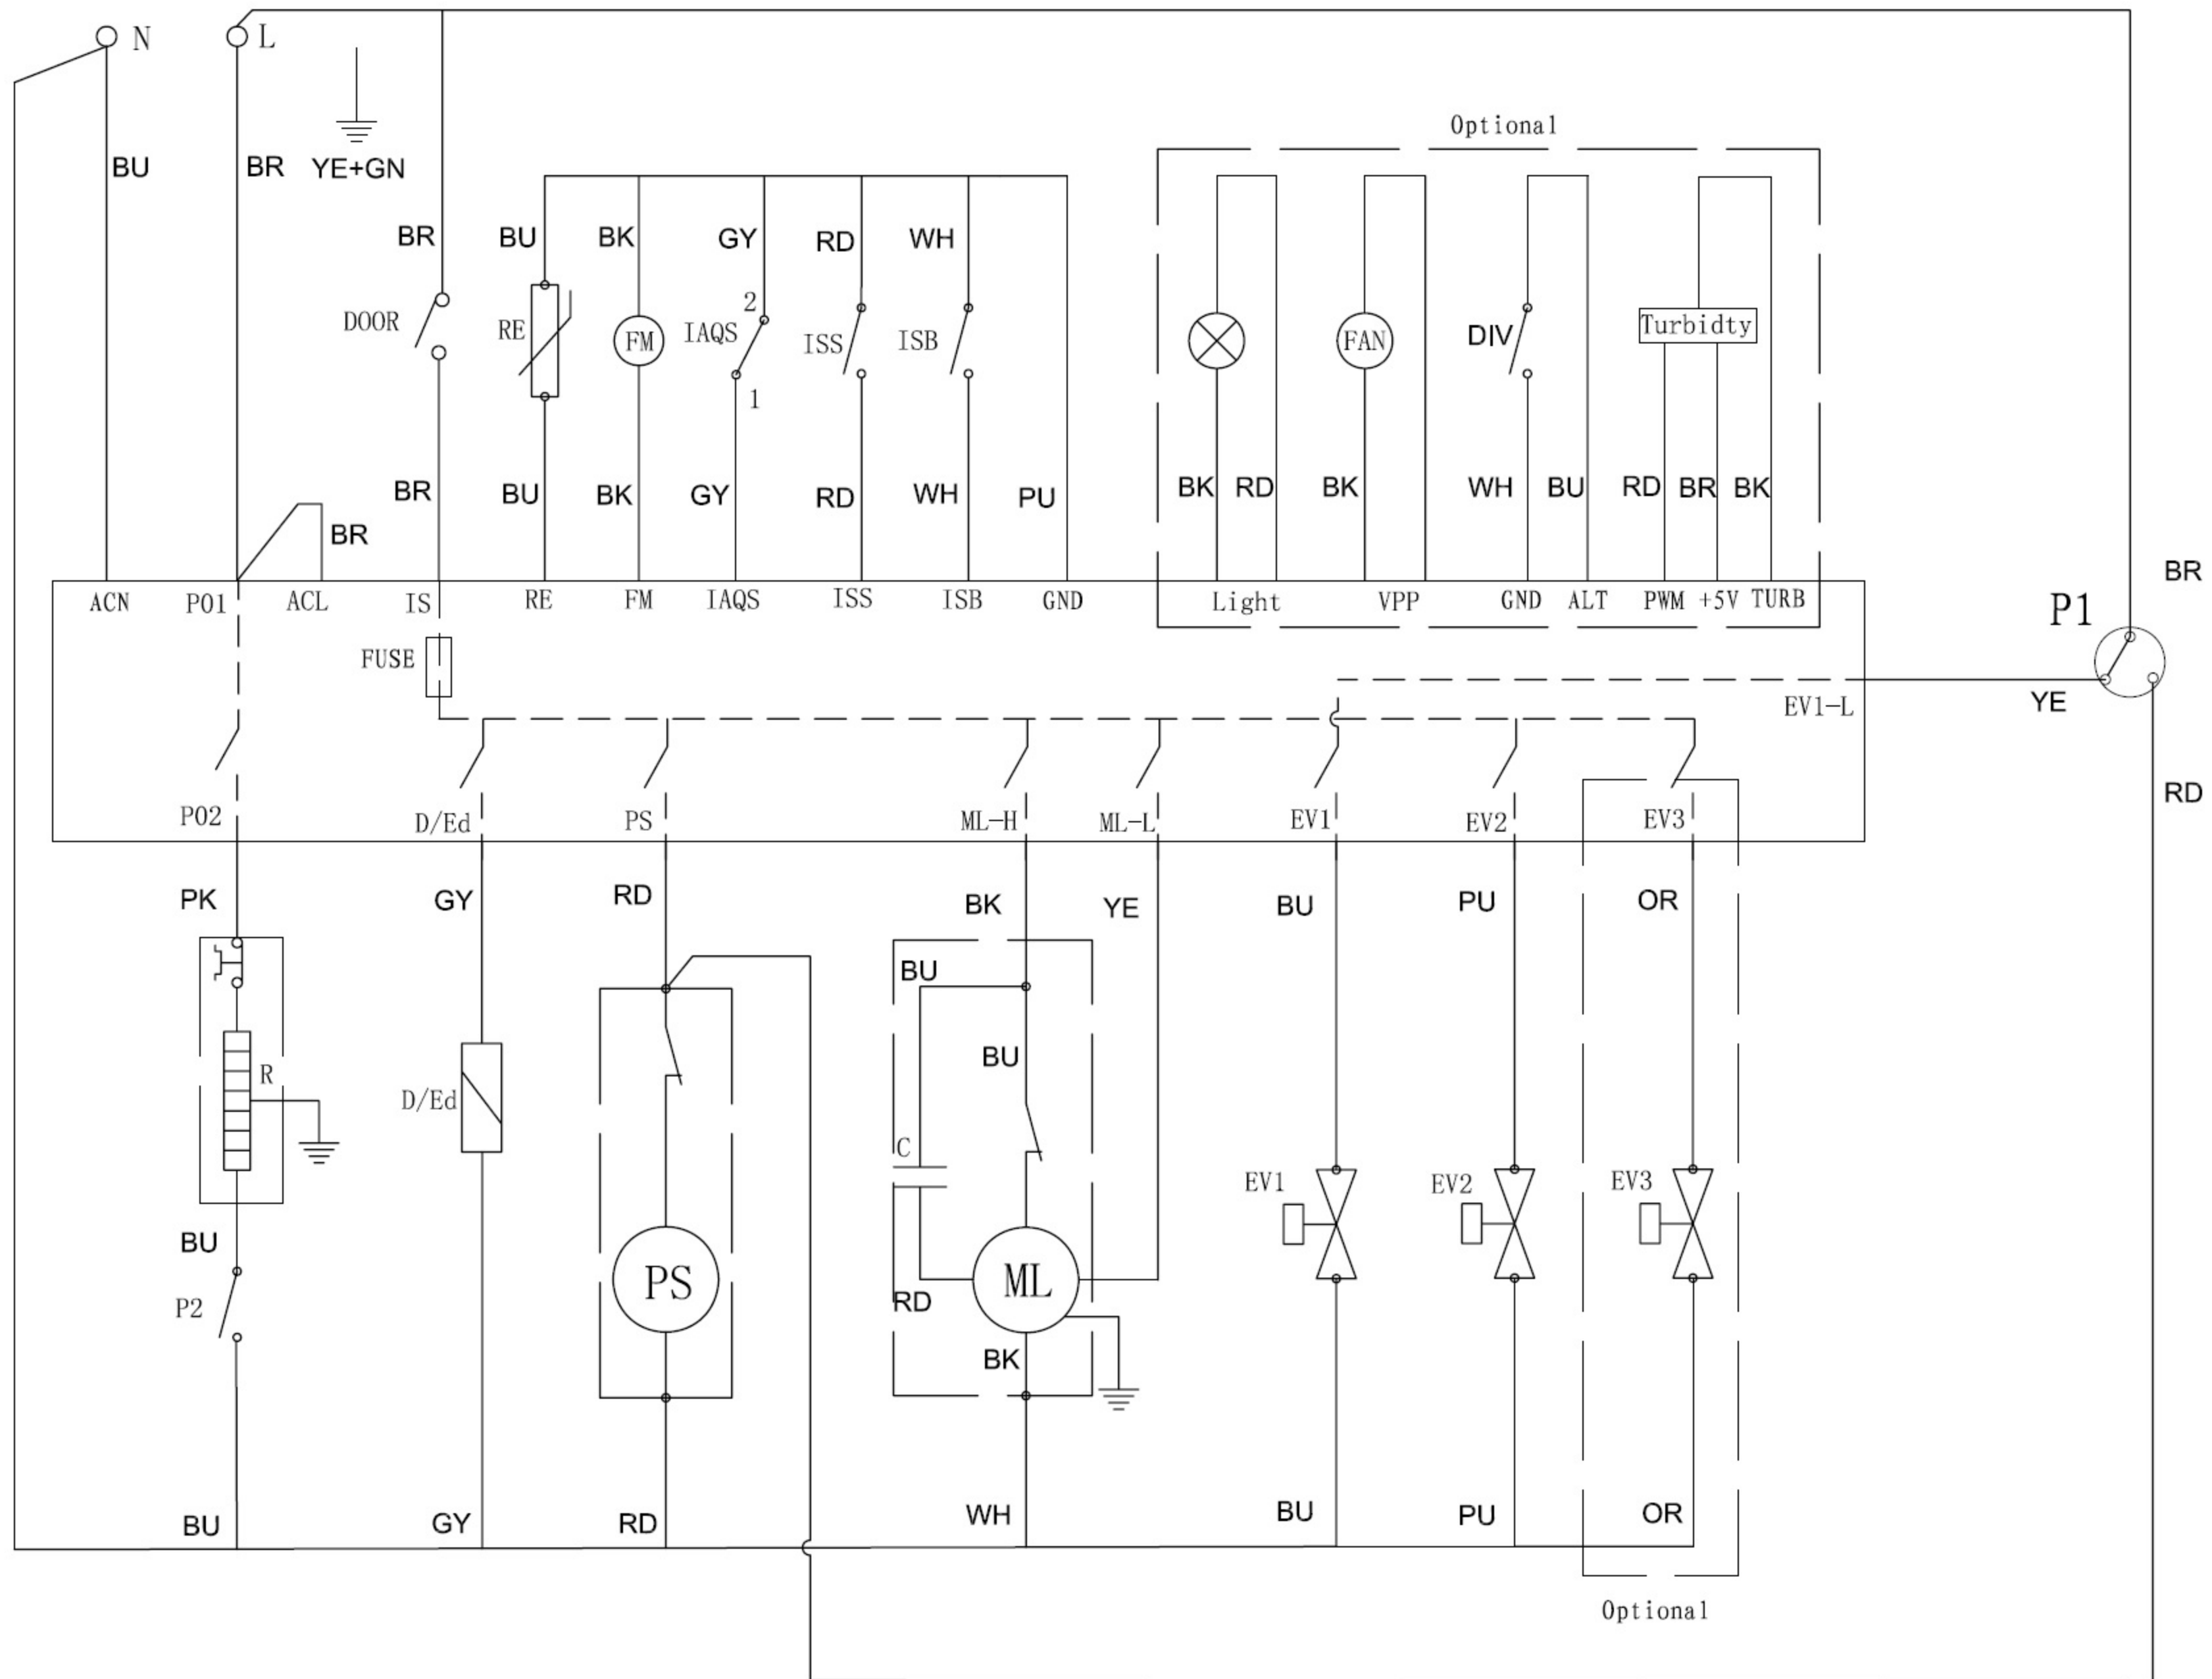 N L
Optional
BU BR YE+GN
BR BU BK GY RD WH
2
DOOR RE FM IAQS ISS ISB FAN DIV Turbidty
1
BR BU BK GY RD WH PU BK RD BK WH BU RD BR BK
BR
BR
ACN P01 ACL IS RE FM IAQS ISS ISB GND Light VPP GND ALT PWM +5V TURB
P1
FUSE
EV1-L YE
RD
P02 D/Ed PS ML-H ML-L EV1 EV2 EV3
PK GY RD BK YE BU PU OR
BU
BU
R
D/Ed
C
EV1 EV2 EV3
BU
PS ML
P2 RD
BK
BU GY RD WH BU PU OR
Optional